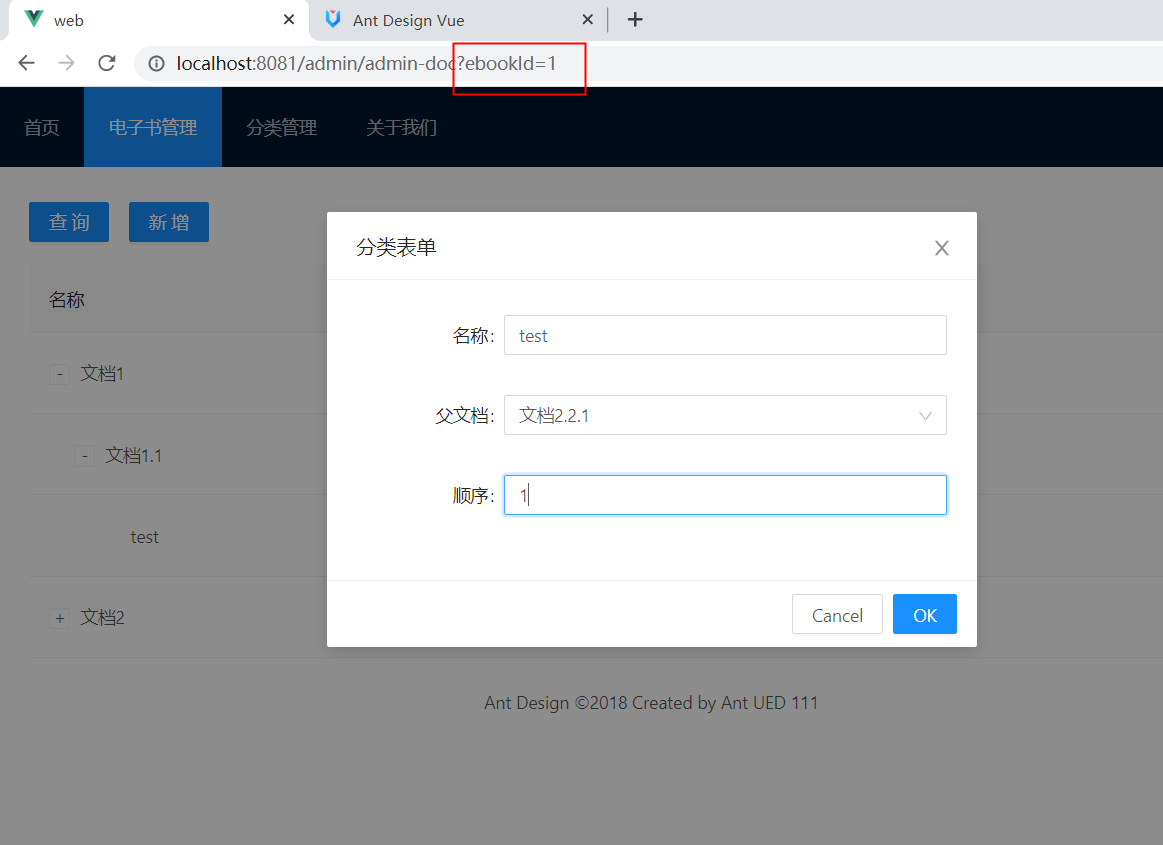 web
Ant Design Vue
localhost:8081/admin/admin-doc?ebookId=1
首页 电子书管理 分类管理 关于我们
查 询 新 增
分类表单
名称
名称: test
- 文档1
父文档: 文档2.2.1
- 文档1.1
顺序: 1
test
+ 文档2
Cancel OK
Ant Design ©2018 Created by Ant UED 111